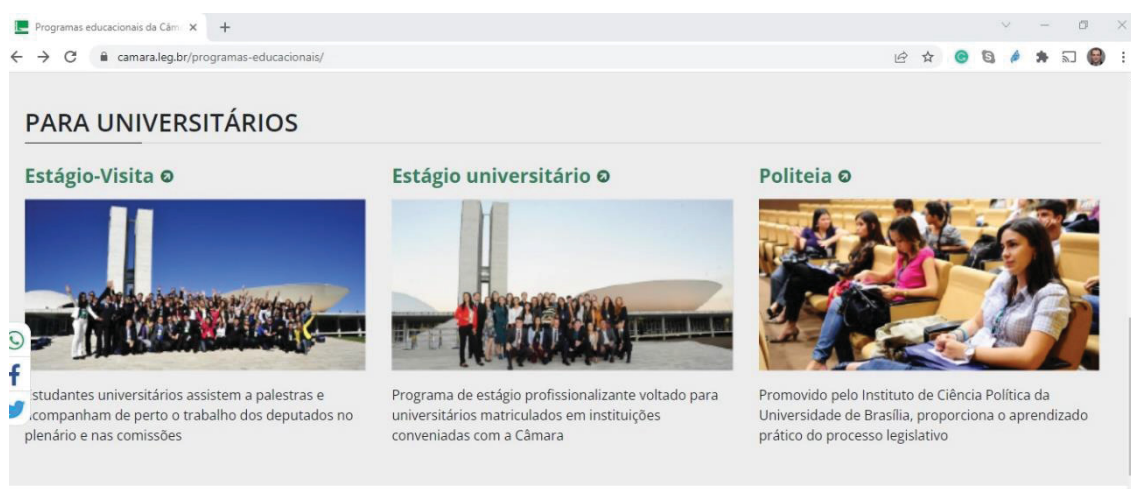 Programas educacionais da Câm
camara.leg.br/programas-educacionais/
PARA UNIVERSITÁRIOS
Estágio-Visita
Estágio universitário
Politeia
Estudantes universitários assistem a palestras e
acompanham de perto o trabalho dos deputados no
plenário e nas comissões
Programa de estágio profissionalizante voltado para
universitários matriculados em instituições
conveniadas com a Câmara
Promovido pelo Instituto de Ciência Política da
Universidade de Brasília, proporciona o aprendizado
prático do processo legislativo